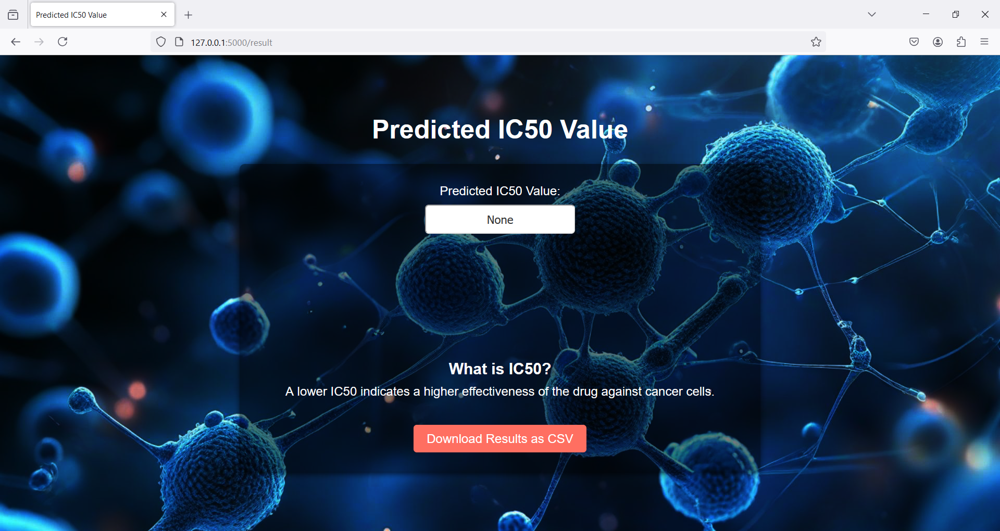 Predicted IC50 Value
127.0.0.1:5000/result
Predicted IC50 Value
Predicted IC50 Value:
None
What is IC50?
A lower IC50 indicates a higher effectiveness of the drug against cancer cells.
Download Results as CSV